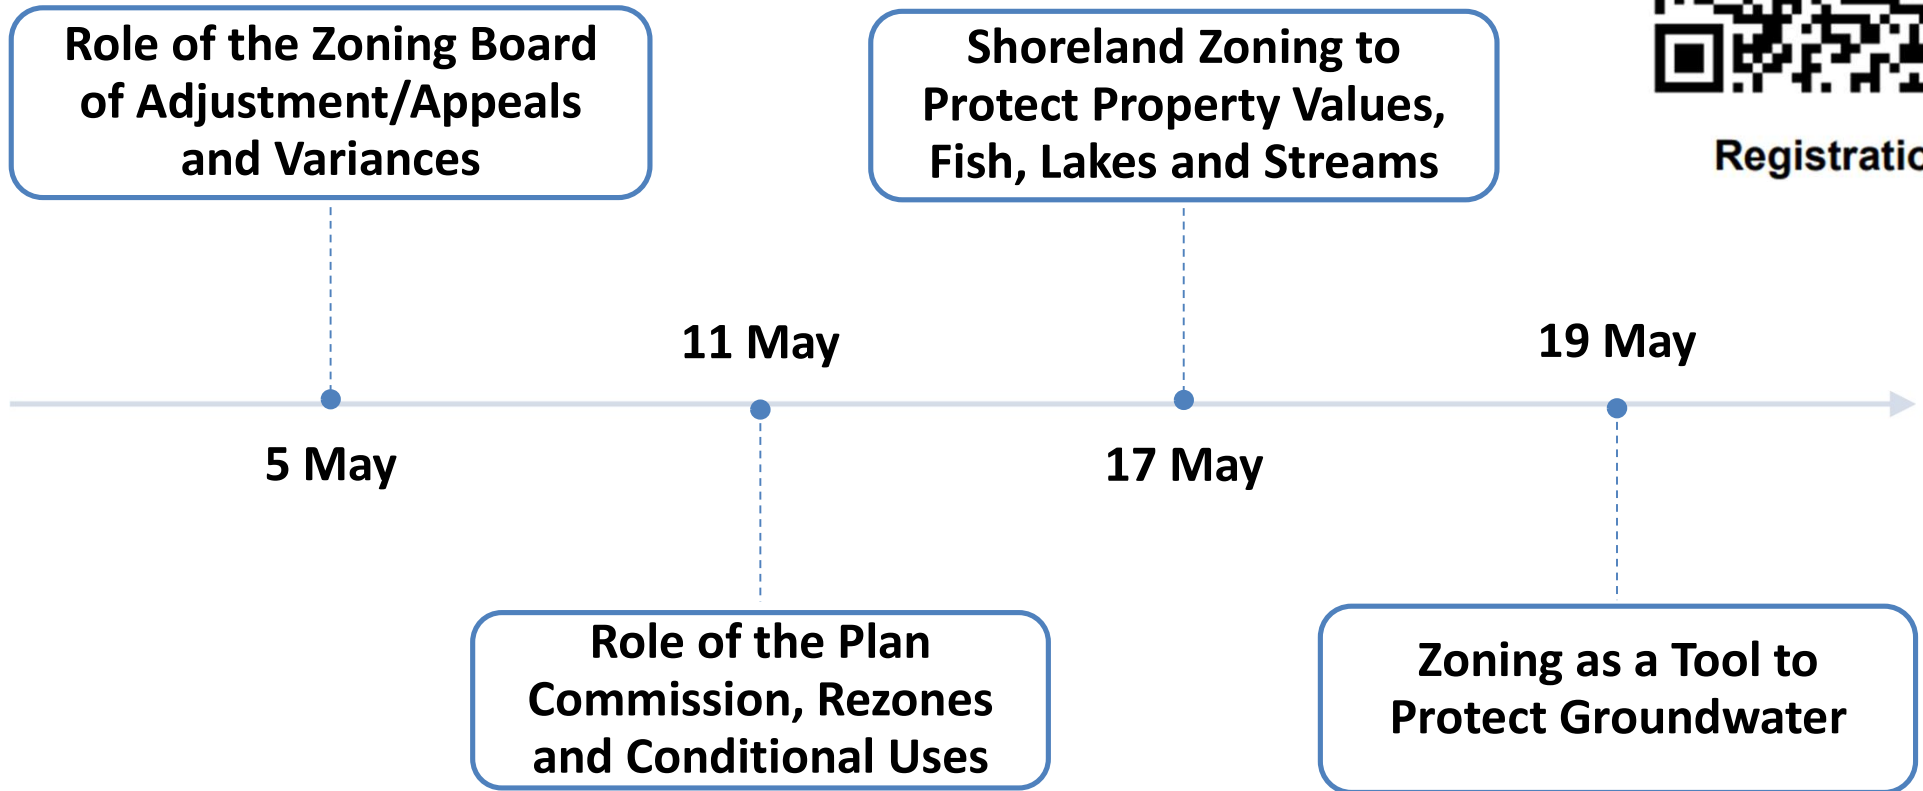 Role of the Zoning Board
of Adjustment/Appeals
and Variances
Shoreland Zoning to
Protect Property Values,
Fish, Lakes and Streams
11 May
19 May
5 May
17 May
Role of the Plan
Commission, Rezones
and Conditional Uses
Zoning as a Tool to
Protect Groundwater